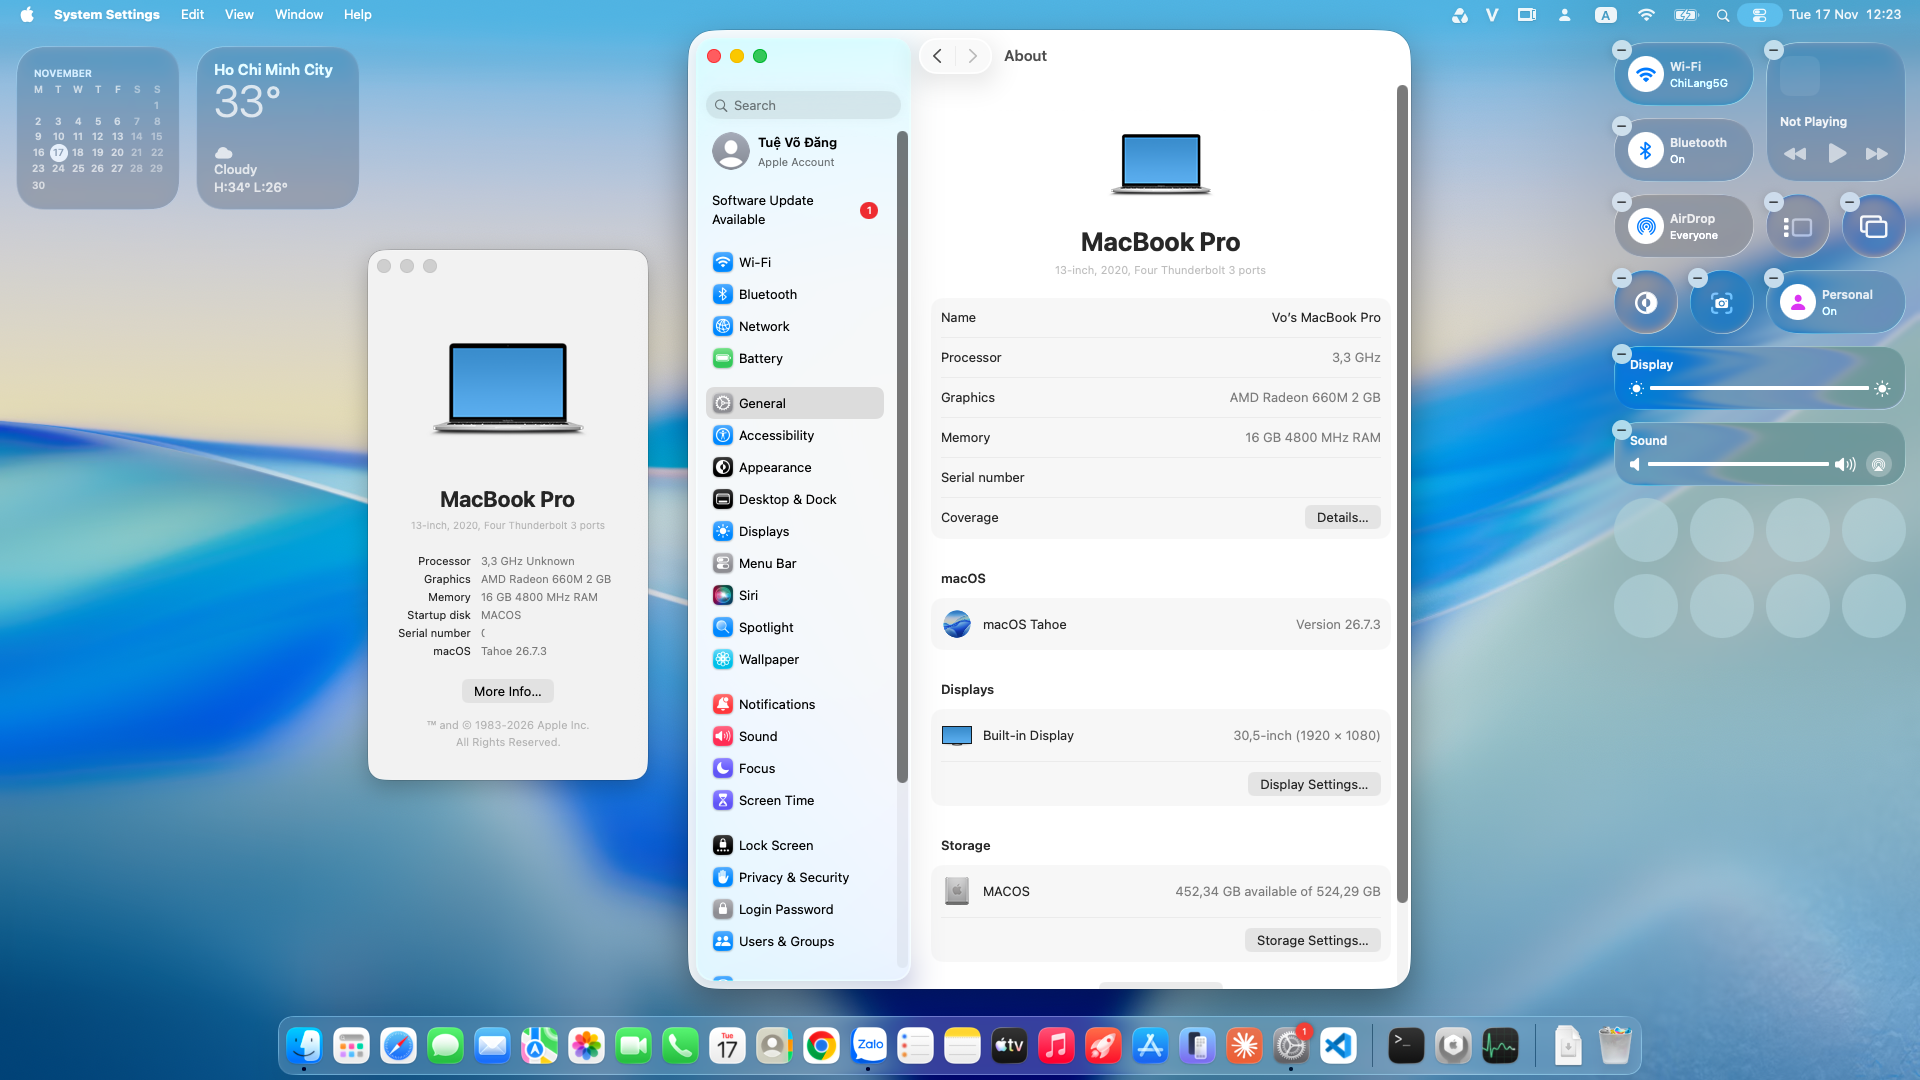 System Settings Edit View Window Help
A
Tue 17 Nov 12:23
NOVEMBER
M T W T F S S
1
2 3 4 5 6 7 8
9 10 11 12 13 14 15
16 17 18 19 20 21 22
23 24 25 26 27 28 29
30
Ho Chi Minh City
33°
Cloudy
H:34° L:26°
MacBook Pro
13-inch, 2020, Four Thunderbolt 3 ports
Processor 3,3 GHz Unknown
Graphics AMD Radeon 660M 2 GB
Memory 16 GB 4800 MHz RAM
Startup disk MACOS
Serial number
macOS Tahoe 26.7.3
More Info...
™ and © 1983-2026 Apple Inc.
All Rights Reserved.
Search
Tuệ Võ Đăng
Apple Account
Software Update
Available
1
Wi-Fi
Bluetooth
Network
Battery
General
Accessibility
Appearance
Desktop & Dock
Displays
Menu Bar
Siri
Spotlight
Wallpaper
Notifications
Sound
Focus
Screen Time
Lock Screen
Privacy & Security
Login Password
Users & Groups
About
MacBook Pro
13-inch, 2020, Four Thunderbolt 3 ports
Name Vo's MacBook Pro
Processor 3,3 GHz
Graphics AMD Radeon 660M 2 GB
Memory 16 GB 4800 MHz RAM
Serial number
Coverage Details...
macOS
macOS Tahoe Version 26.7.3
Displays
Built-in Display 30,5-inch (1920 × 1080)
Display Settings...
Storage
MACOS 452,34 GB available of 524,29 GB
Storage Settings...
Wi-Fi
ChiLang5G
Not Playing
Bluetooth
On
AirDrop
Everyone
Personal
On
Display
Sound
Tue
17
Zalo
tv
1